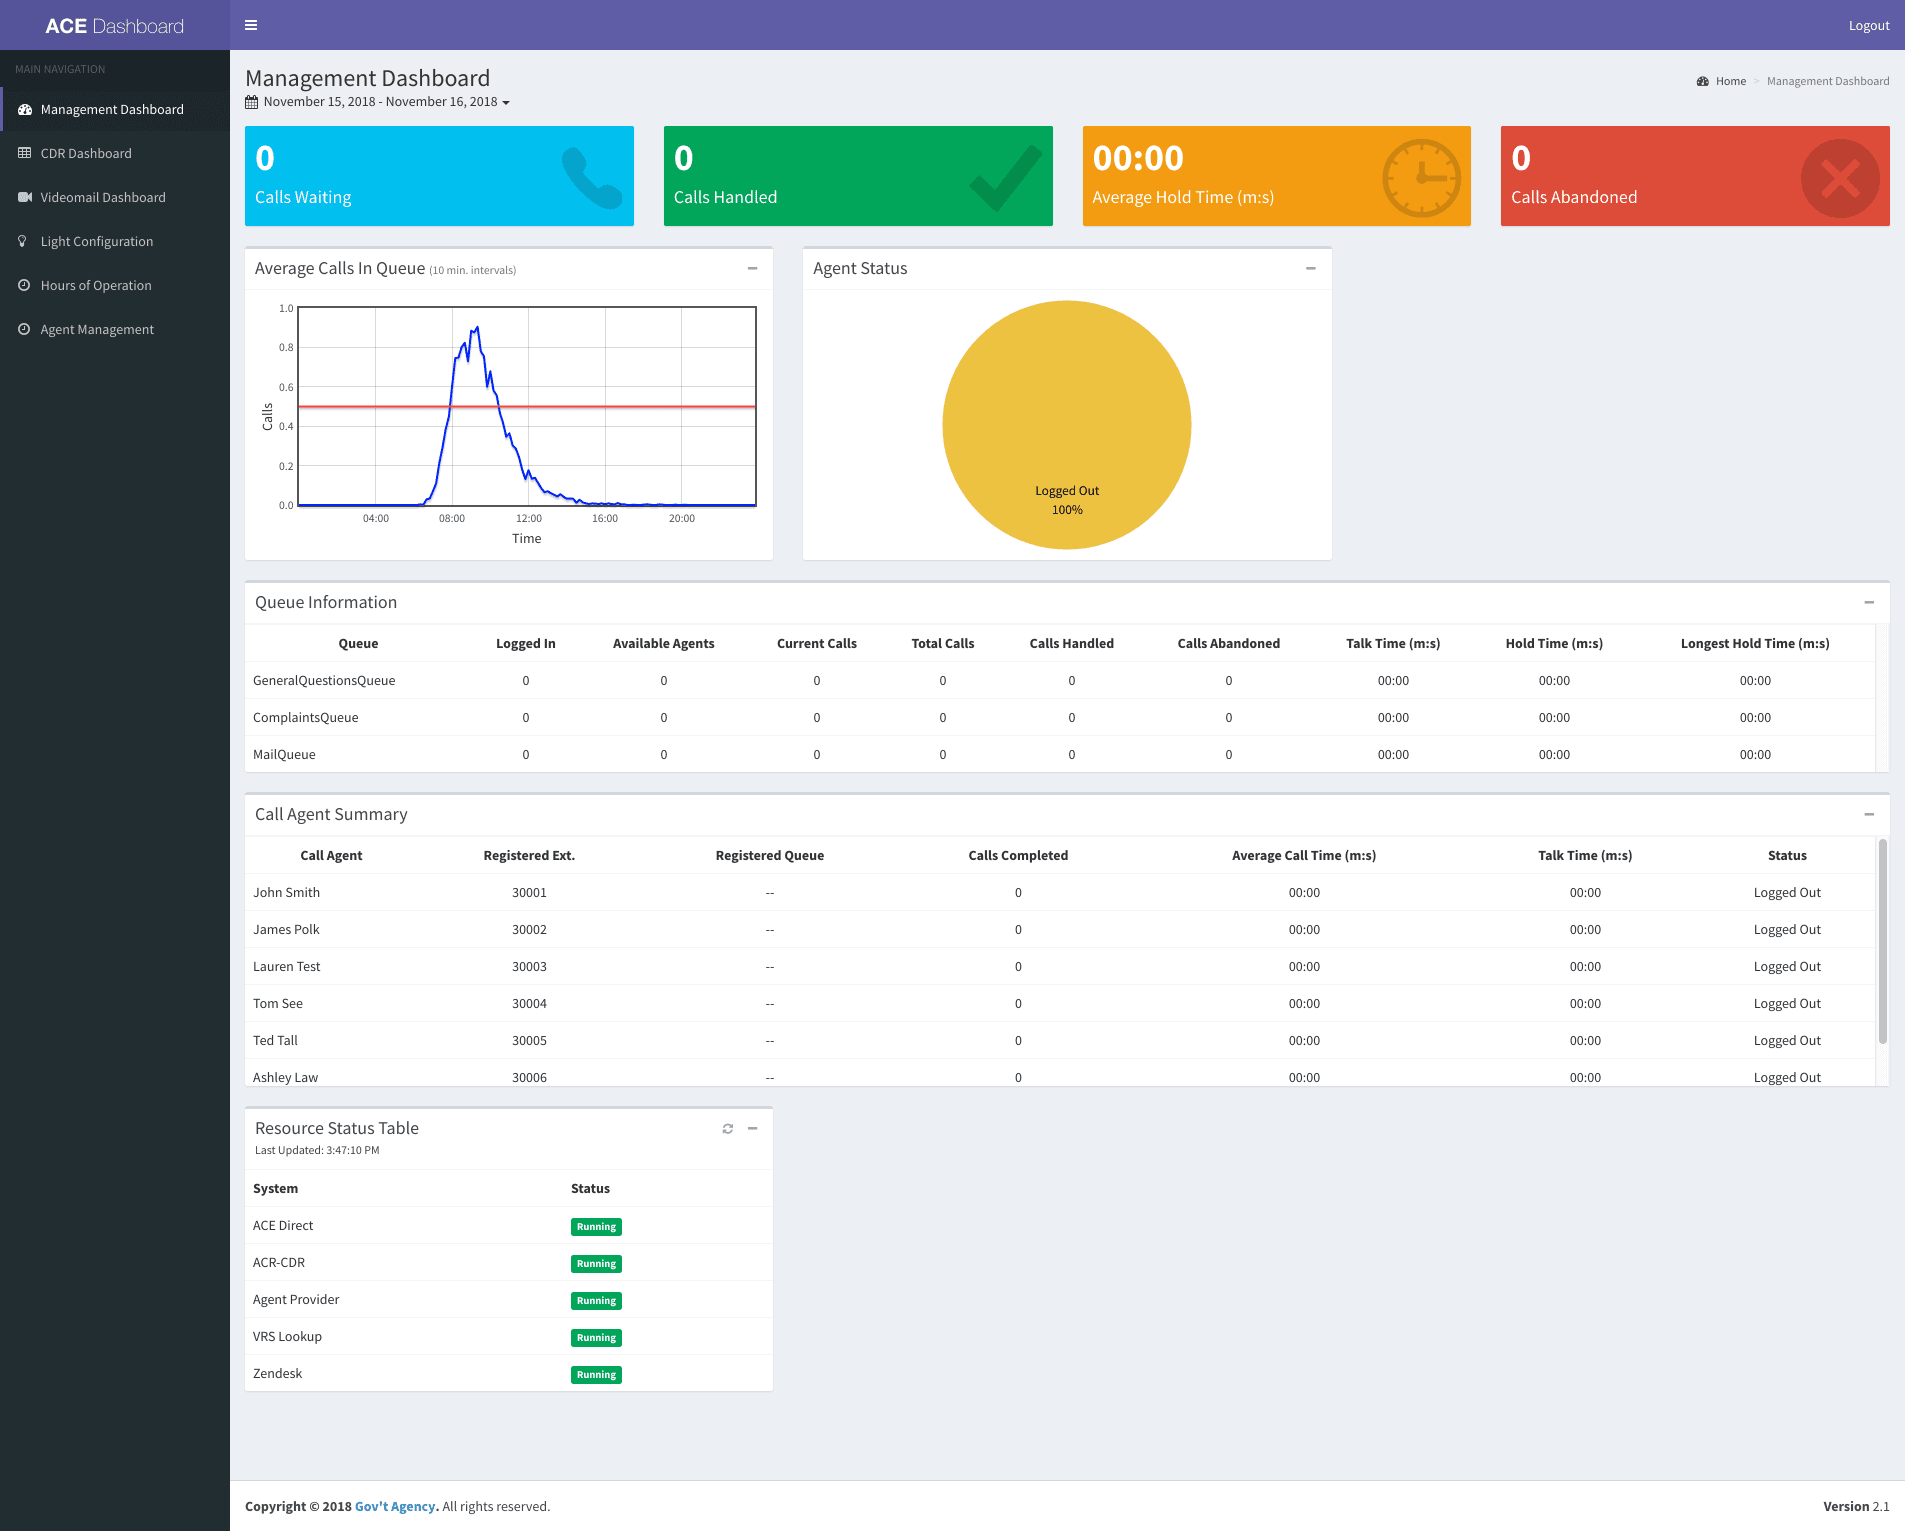 ACE Dashboard
Logout
MAIN NAVIGATION
Management Dashboard
CDR Dashboard
Videomail Dashboard
Light Configuration
Hours of Operation
Agent Management
Management Dashboard
November 15, 2018 - November 16, 2018
Home > Management Dashboard
0
Calls Waiting
0
Calls Handled
00:00
Average Hold Time (m:s)
0
Calls Abandoned
Average Calls In Queue (10 min. intervals)
1.0
0.8
0.6
0.4
0.2
0.0
Calls
04:00 08:00 12:00 16:00 20:00
Time
Agent Status
Logged Out
100%
Queue Information
Queue Logged In Available Agents Current Calls Total Calls Calls Handled Calls Abandoned Talk Time (m:s) Hold Time (m:s) Longest Hold Time (m:s)
GeneralQuestionsQueue 0 0 0 0 0 0 00:00 00:00 00:00
ComplaintsQueue 0 0 0 0 0 0 00:00 00:00 00:00
MailQueue 0 0 0 0 0 0 00:00 00:00 00:00
Call Agent Summary
Call Agent Registered Ext. Registered Queue Calls Completed Average Call Time (m:s) Talk Time (m:s) Status
John Smith 30001 -- 0 00:00 00:00 Logged Out
James Polk 30002 -- 0 00:00 00:00 Logged Out
Lauren Test 30003 -- 0 00:00 00:00 Logged Out
Tom See 30004 -- 0 00:00 00:00 Logged Out
Ted Tall 30005 -- 0 00:00 00:00 Logged Out
Ashley Law 30006 -- 0 00:00 00:00 Logged Out
Resource Status Table
Last Updated: 3:47:10 PM
System Status
ACE Direct Running
ACR-CDR Running
Agent Provider Running
VRS Lookup Running
Zendesk Running
Copyright © 2018 Gov't Agency. All rights reserved.
Version 2.1